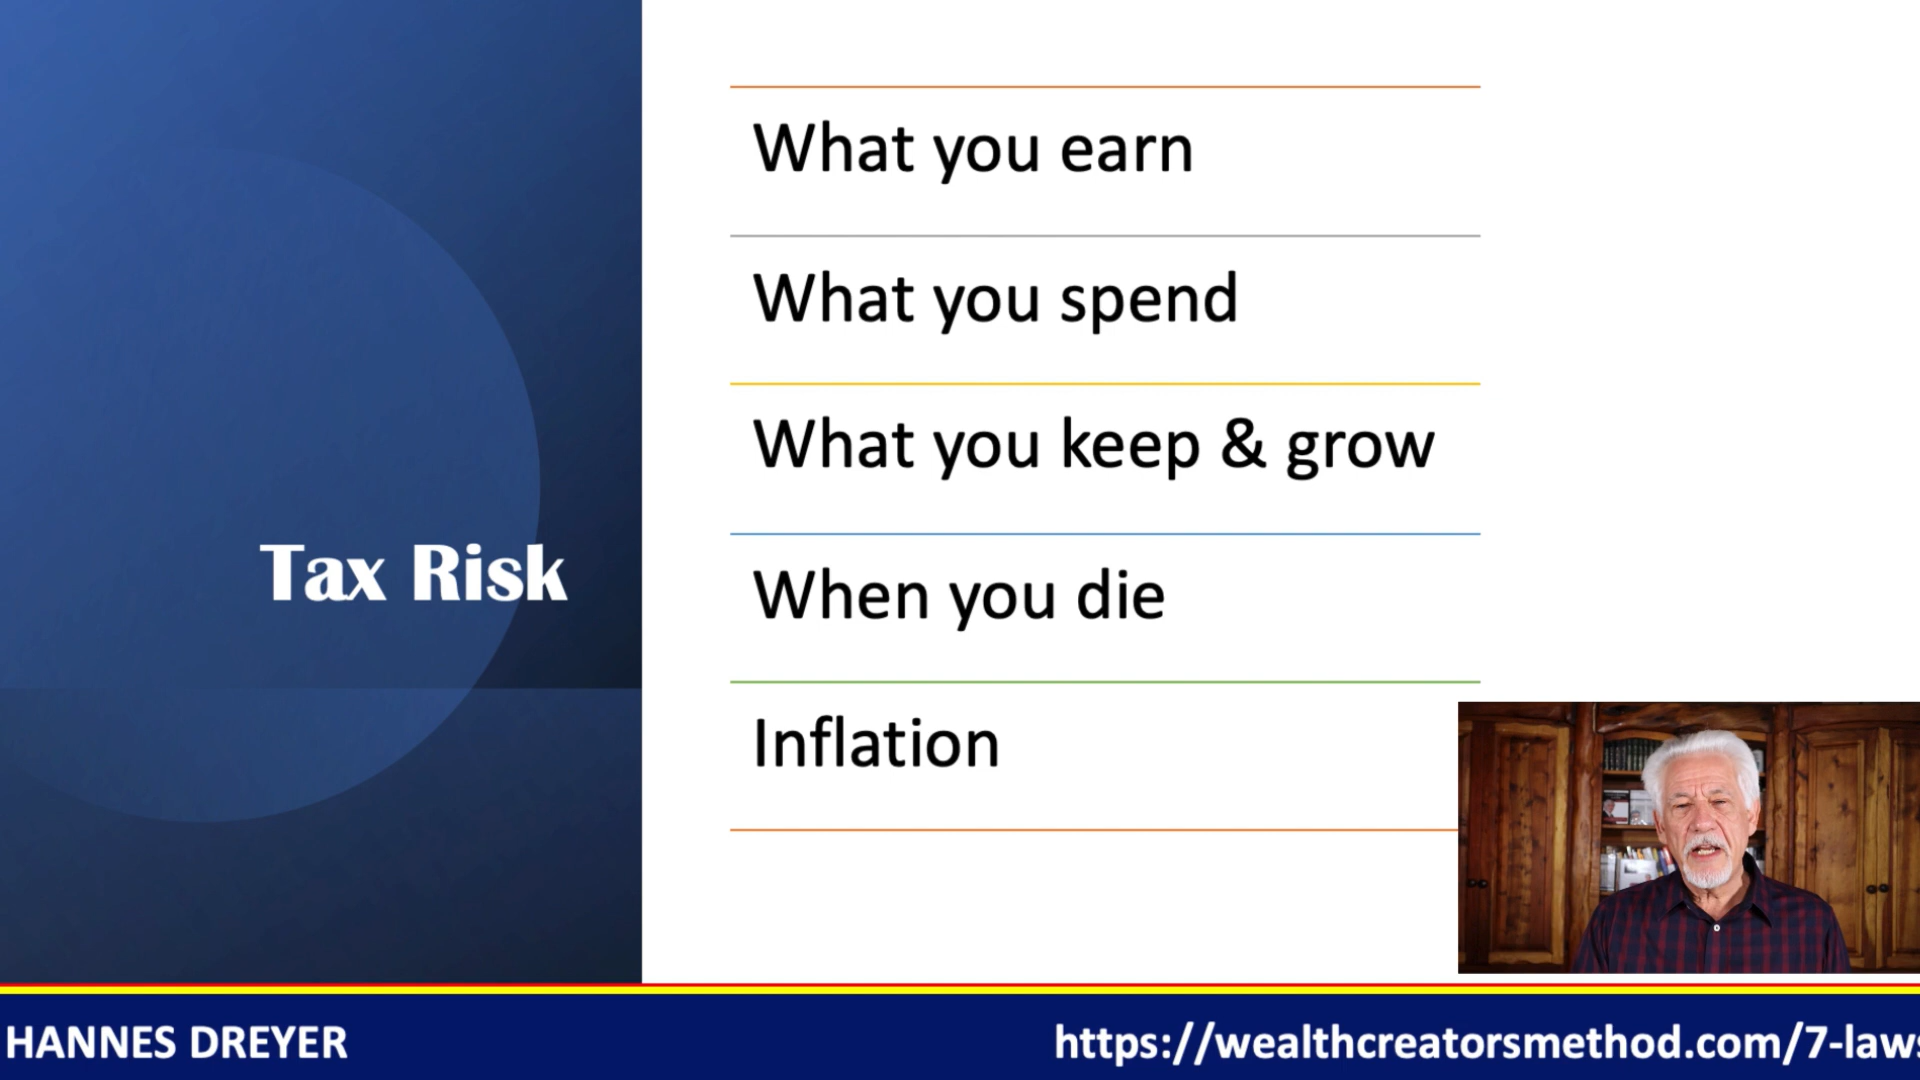 Tax Risk
What you earn
What you spend
What you keep & grow
When you die
Inflation
HANNES DREYER
https://wealthcreatorsmethod.com/7-laws